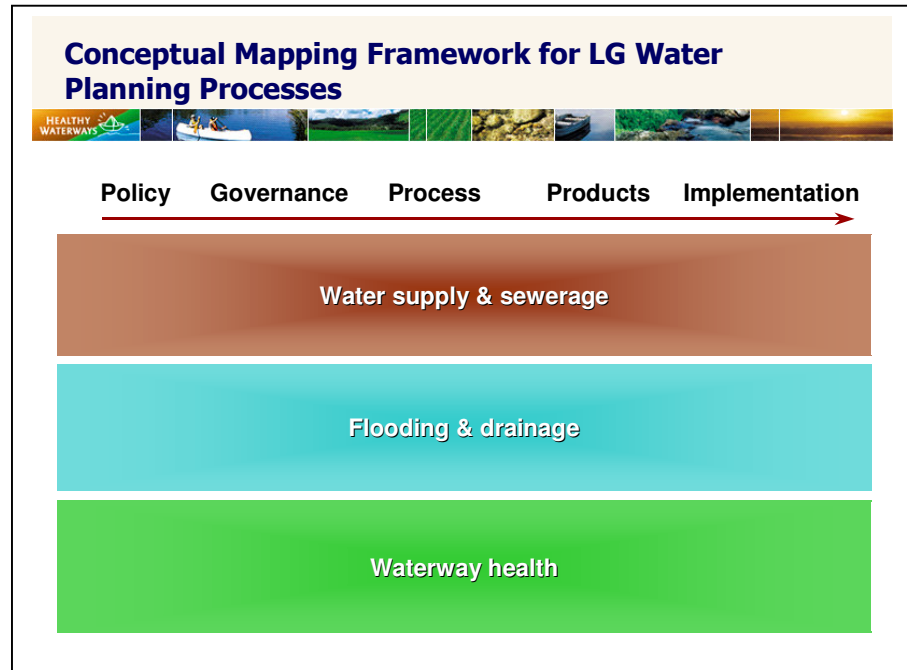 Conceptual Mapping Framework for LG Water
Planning Processes
HEALTHY
WATERWAYS
Policy Governance Process Products Implementation
Water supply & sewerage
Flooding & drainage
Waterway health